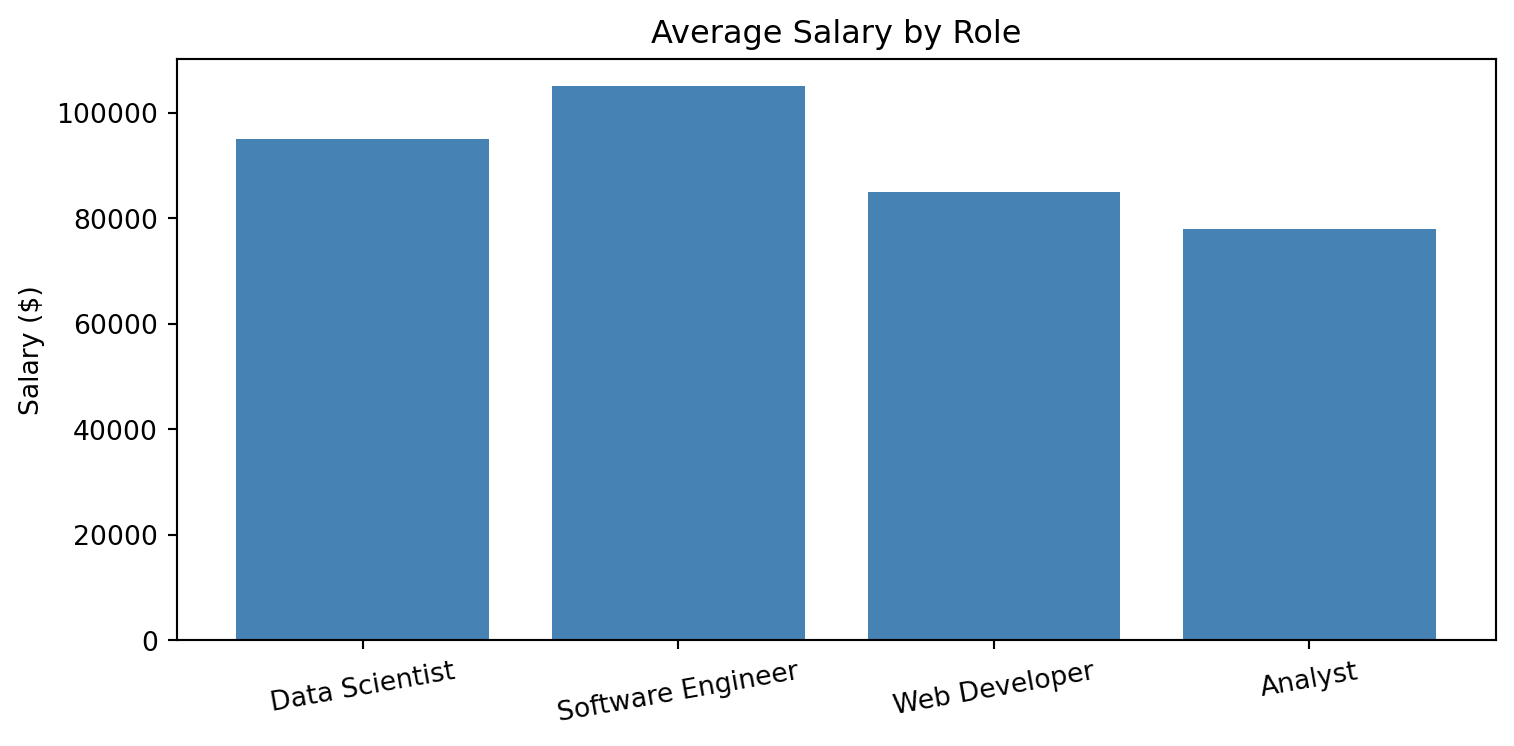 Average Salary by Role
Salary ($)
100000
80000
60000
40000
20000
0
Data Scientist
Software Engineer
Web Developer
Analyst